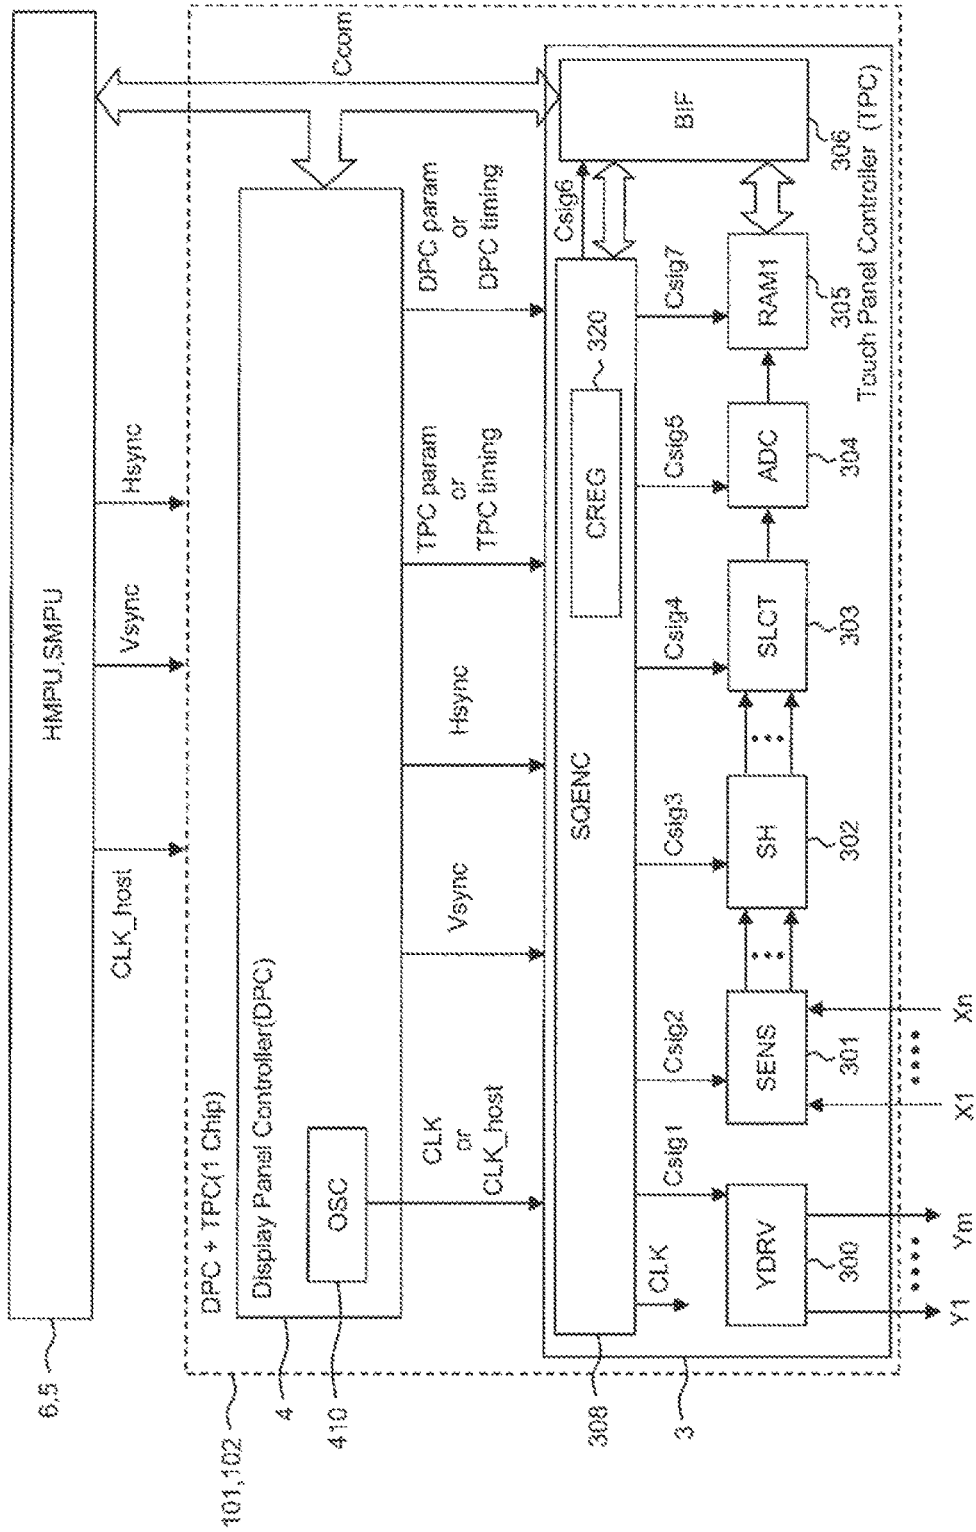 6,5
HMPU,SMPU
CLK_host
Vsync
Hsync
Ccom
101,102
DPC + TPC(1 Chip)
4
Display Panel Controller(DPC)
410
OSC
CLK
or
CLK_host
Vsync
Hsync
TPC param
or
TPC timing
DPC param
or
DPC timing
308
SQENC
CREG
320
Csig6
BIF
306
CLK
Csig1
Csig2
Csig3
Csig4
Csig5
Csig7
YDRV
300
SENS
301
SH
302
SLCT
303
ADC
304
RAM1
305
3
Touch Panel Controller (TPC)
Y1
Ym
X1
Xn